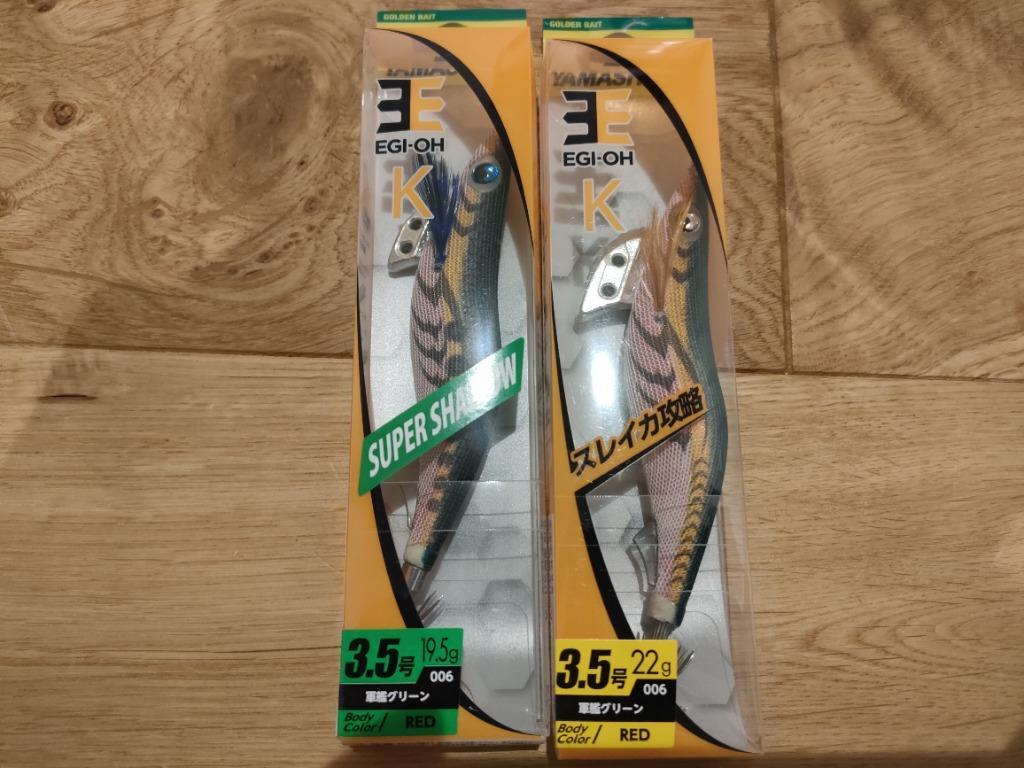 GOLDEN BAIT
EGI-OH
K
SUPER SHALLOW
3.5号 19.5g
006
軍艦グリーン
Body Color/ RED
GOLDEN BAIT
YAMASHITA
EGI-OH
K
スレイカ攻略
3.5号 22g
006
軍艦グリーン
Body Color/ RED